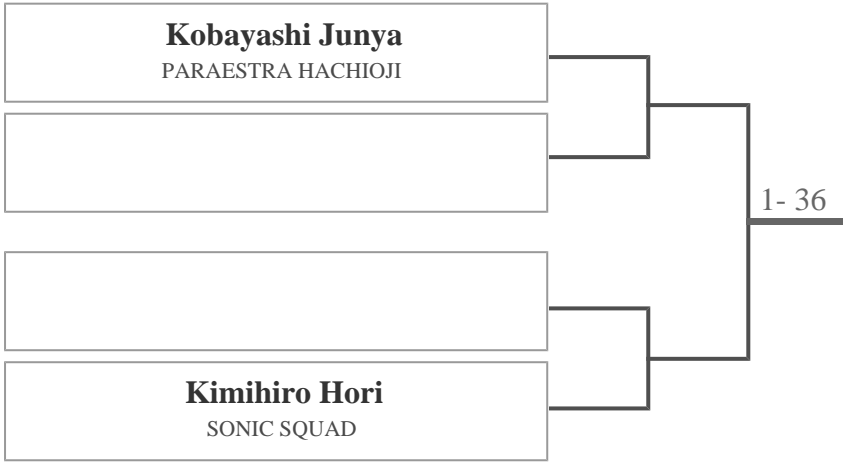 Kobayashi Junya
PARAESTRA HACHIOJI
1- 36
Kimihiro Hori
SONIC SQUAD